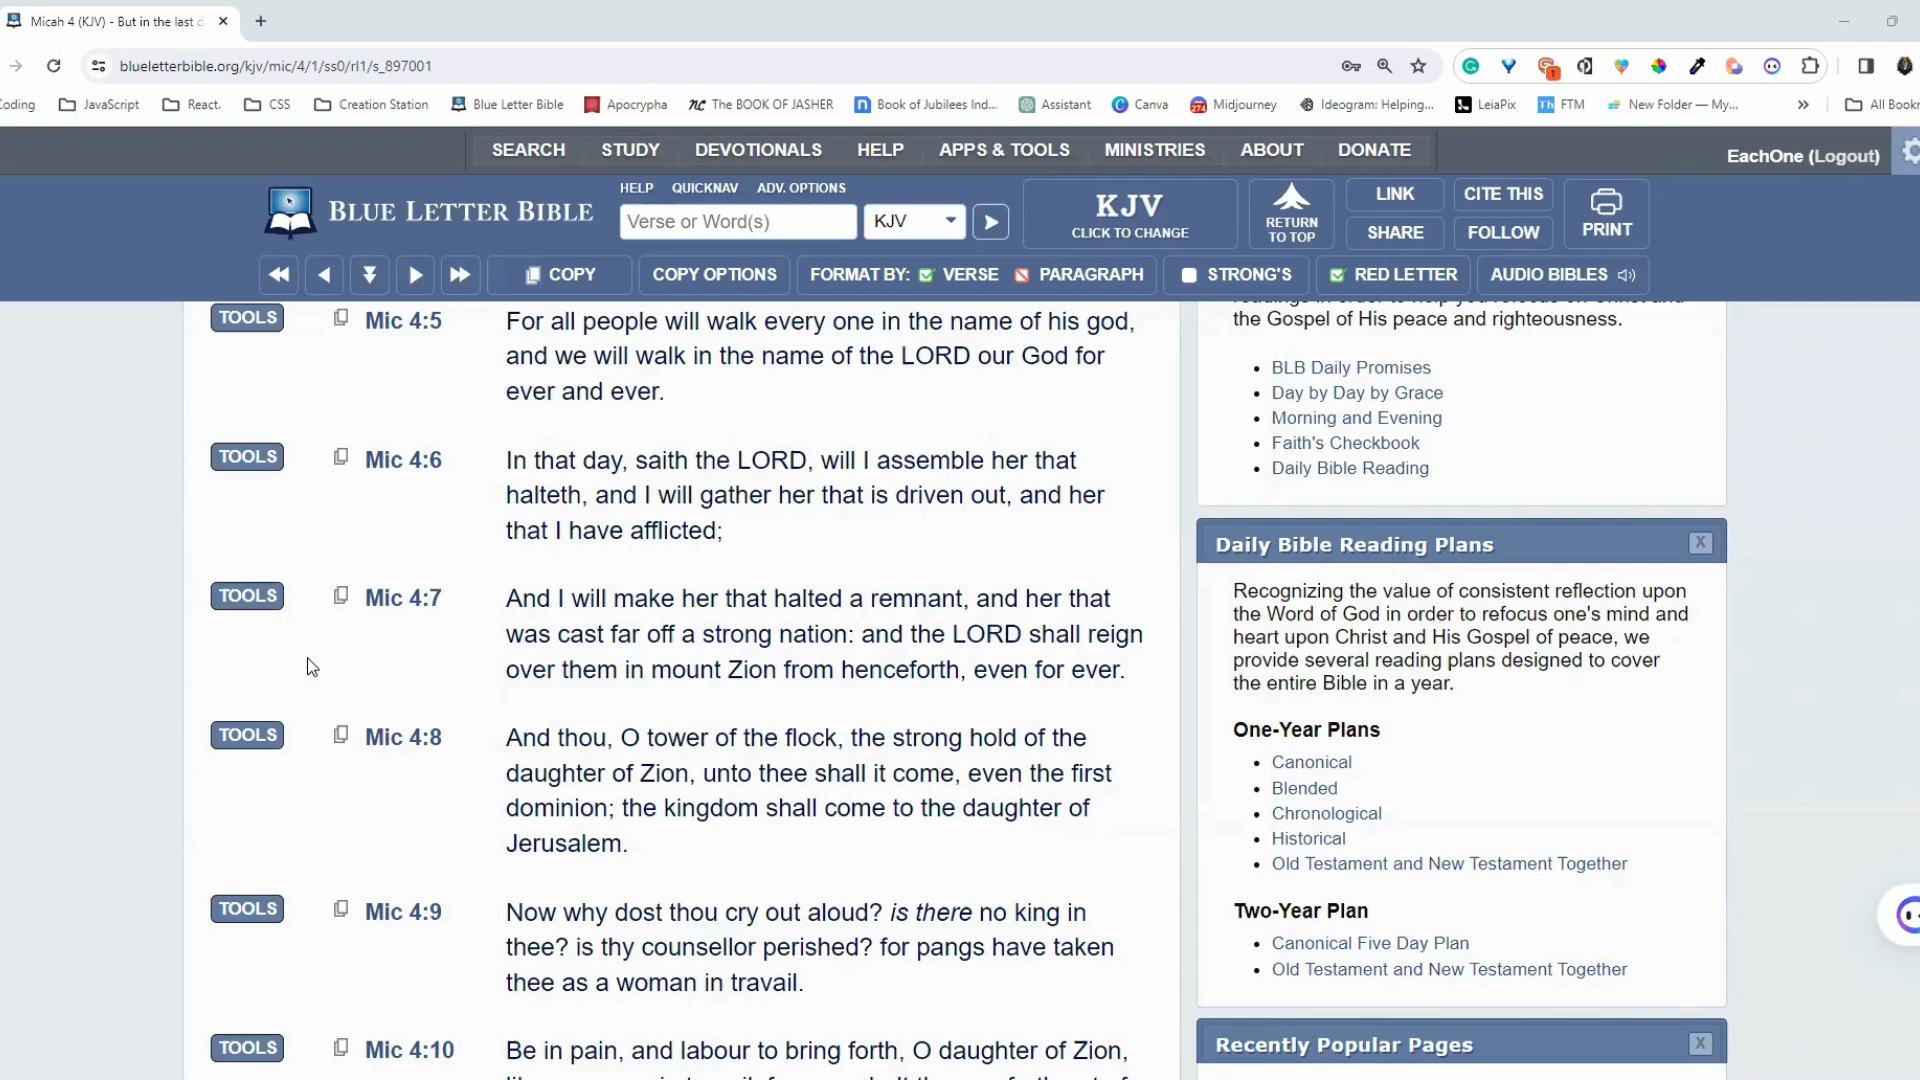 Micah 4 (KJV) - But in the last d
blueletterbible.org/kjv/mic/4/1/ss0/rl1/s_897001
1
oding
JavaScript
React.
CSS
Creation Station
Blue Letter Bible
Apocrypha
The BOOK OF JASHER
Book of Jubilees Ind...
Assistant
Canva
274
Midjourney
Ideogram: Helping...
LeiaPix
Th FTM
New Folder — My...
»
All Bookr
SEARCH
STUDY
DEVOTIONALS
HELP
APPS & TOOLS
MINISTRIES
ABOUT
DONATE
EachOne (Logout)
BLUE LETTER BIBLE
HELP QUICKNAV ADV. OPTIONS
Verse or Word(s)
KJV
KJV
CLICK TO CHANGE
RETURN
TO TOP
LINK
CITE THIS
SHARE
FOLLOW
PRINT
COPY
COPY OPTIONS
FORMAT BY: VERSE PARAGRAPH
STRONG'S
RED LETTER
AUDIO BIBLES
TOOLS
Mic 4:5
For all people will walk every one in the name of his god,
and we will walk in the name of the LORD our God for
ever and ever.
TOOLS
Mic 4:6
In that day, saith the LORD, will I assemble her that
halteth, and I will gather her that is driven out, and her
that I have afflicted;
TOOLS
Mic 4:7
And I will make her that halted a remnant, and her that
was cast far off a strong nation: and the LORD shall reign
over them in mount Zion from henceforth, even for ever.
TOOLS
Mic 4:8
And thou, O tower of the flock, the strong hold of the
daughter of Zion, unto thee shall it come, even the first
dominion; the kingdom shall come to the daughter of
Jerusalem.
TOOLS
Mic 4:9
Now why dost thou cry out aloud? is there no king in
thee? is thy counsellor perished? for pangs have taken
thee as a woman in travail.
TOOLS
Mic 4:10
Be in pain, and labour to bring forth, O daughter of Zion,
the Gospel of His peace and righteousness.
BLB Daily Promises
Day by Day by Grace
Morning and Evening
Faith's Checkbook
Daily Bible Reading
Daily Bible Reading Plans
X
Recognizing the value of consistent reflection upon
the Word of God in order to refocus one's mind and
heart upon Christ and His Gospel of peace, we
provide several reading plans designed to cover
the entire Bible in a year.
One-Year Plans
Canonical
Blended
Chronological
Historical
Old Testament and New Testament Together
Two-Year Plan
Canonical Five Day Plan
Old Testament and New Testament Together
Recently Popular Pages
X